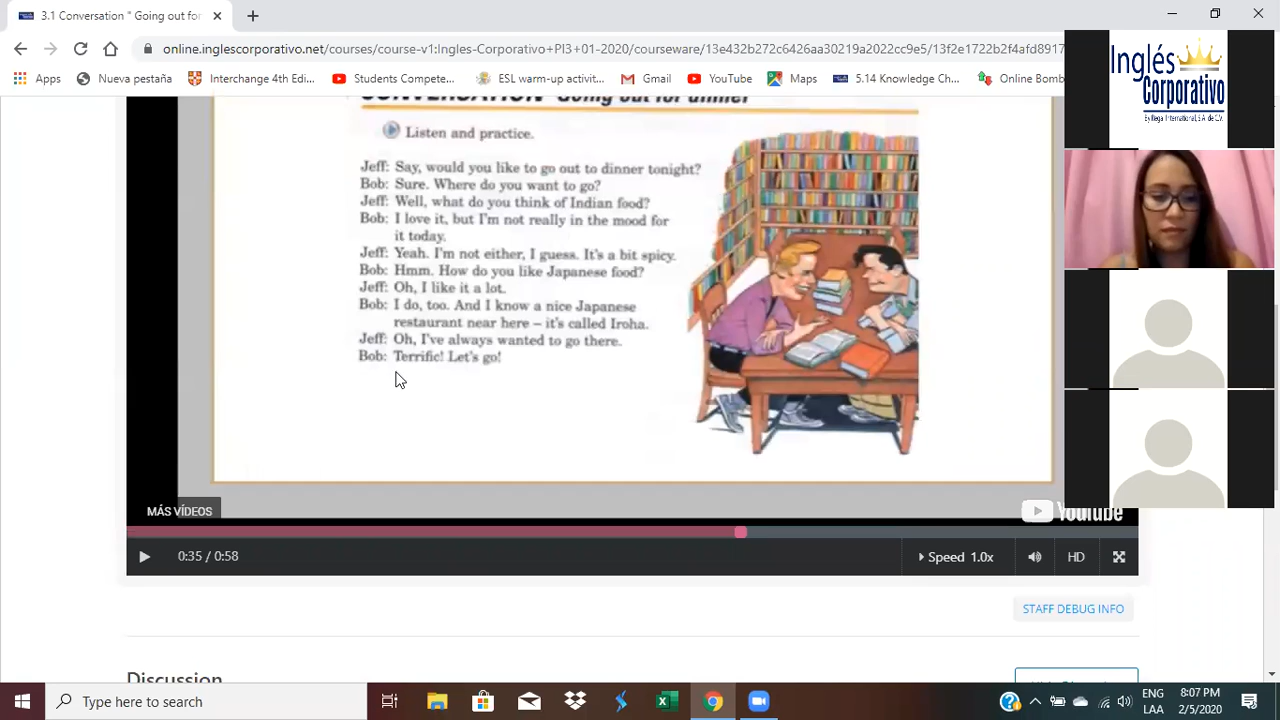 3.1 Conversation " Going out for
online.inglescorporativo.net/courses/course-v1:Ingles-Corporativo+PI3+01-2020/courseware/13e432b272c6426aa30219a2022cc9e5/13f2e1722b2f4afd8917
Apps
Nueva pestaña
Interchange 4th Edi...
Students Compete...
ESL warm-up activit...
Gmail
YouTube
Maps
5.14 Knowledge Ch...
Online Bomb
Inglés
Corporativo
CONVERSATION Going out for dinner
Listen and practice.
Jeff: Say, would you like to go out to dinner tonight?
Bob: Sure. Where do you want to go?
Jeff: Well, what do you think of Indian food?
Bob: I love it, but I'm not really in the mood for
it today.
Jeff: Yeah. I'm not either, I guess. It's a bit spicy.
Bob: Hmm. How do you like Japanese food?
Jeff: Oh, I like it a lot.
Bob: I do, too. And I know a nice Japanese
restaurant near here – it's called Iroha.
Jeff: Oh, I've always wanted to go there.
Bob: Terrific! Let's go!
MÁS VÍDEOS
YouTube
0:35 / 0:58
Speed 1.0x
HD
STAFF DEBUG INFO
Discussion
Type here to search
ENG
LAA
8:07 PM
2/5/2020